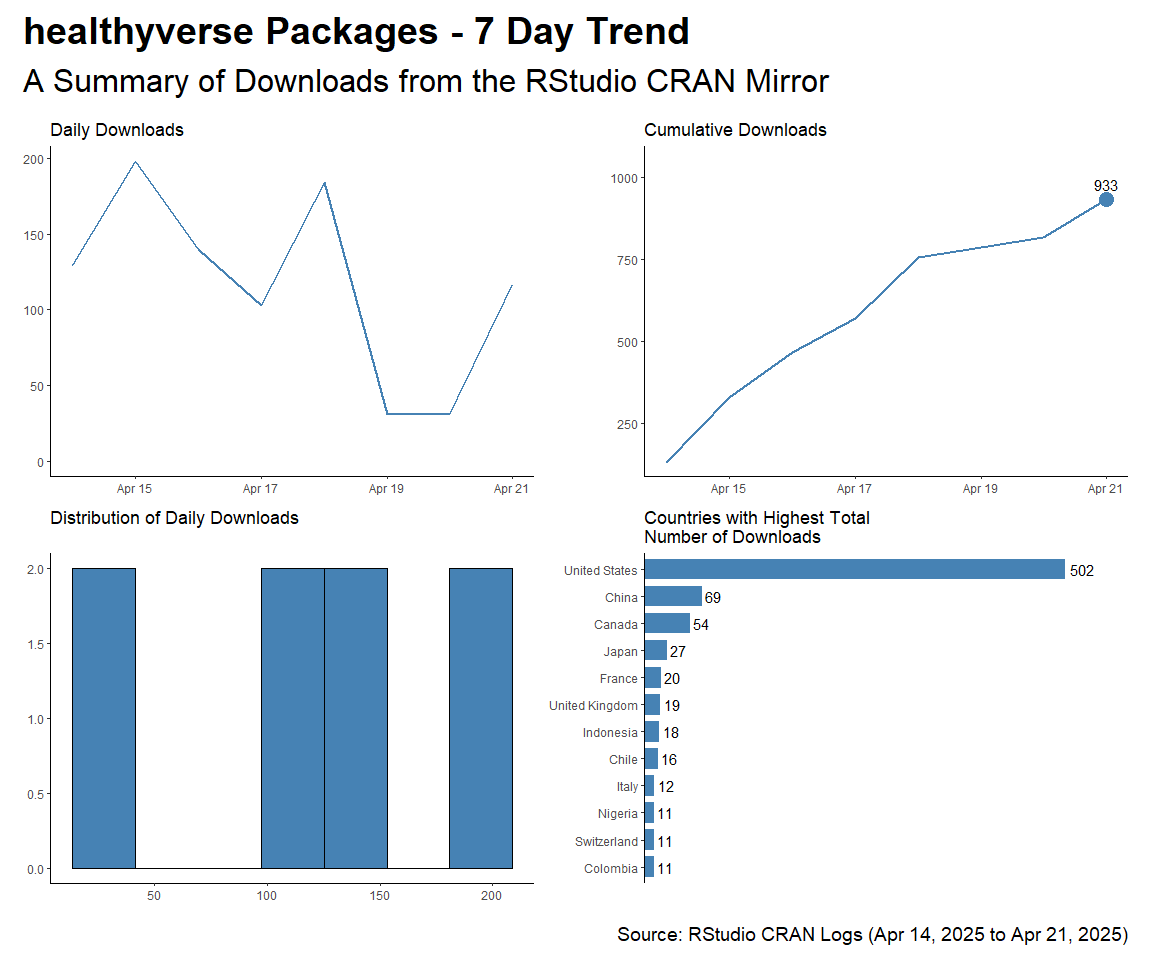 healthyverse Packages - 7 Day Trend
A Summary of Downloads from the RStudio CRAN Mirror
Daily Downloads
200
150
100
50
0
Apr 15
Apr 17
Apr 19
Apr 21
Cumulative Downloads
1000
750
500
250
933
Apr 15
Apr 17
Apr 19
Apr 21
Distribution of Daily Downloads
2.0
1.5
1.0
0.5
0.0
50
100
150
200
Countries with Highest Total
Number of Downloads
United States 502
China 69
Canada 54
Japan 27
France 20
United Kingdom 19
Indonesia 18
Chile 16
Italy 12
Nigeria 11
Switzerland 11
Colombia 11
Source: RStudio CRAN Logs (Apr 14, 2025 to Apr 21, 2025)